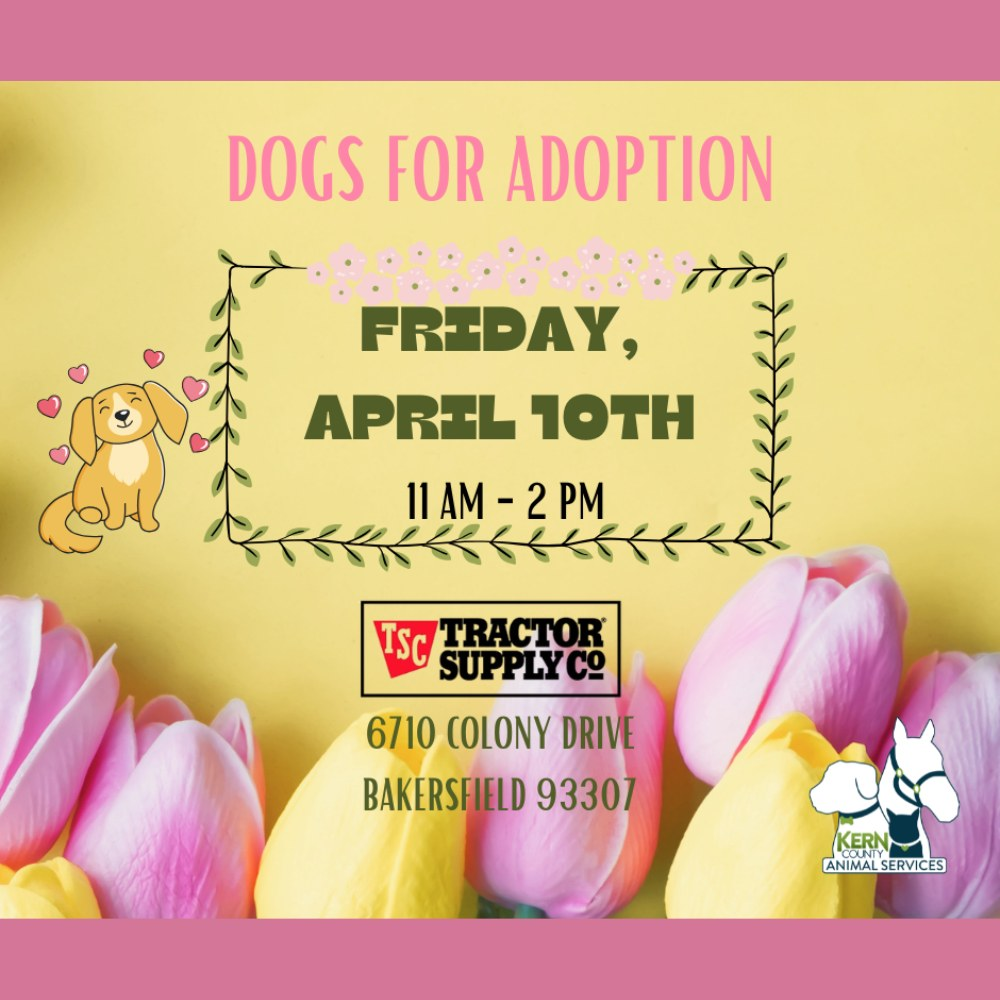 DOGS FOR ADOPTION
FRIDAY,
APRIL 10TH
11 AM - 2 PM
TSC TRACTOR
SUPPLY CO
6710 COLONY DRIVE
BAKERSFIELD 93307
KERN
COUNTY
ANIMAL SERVICES